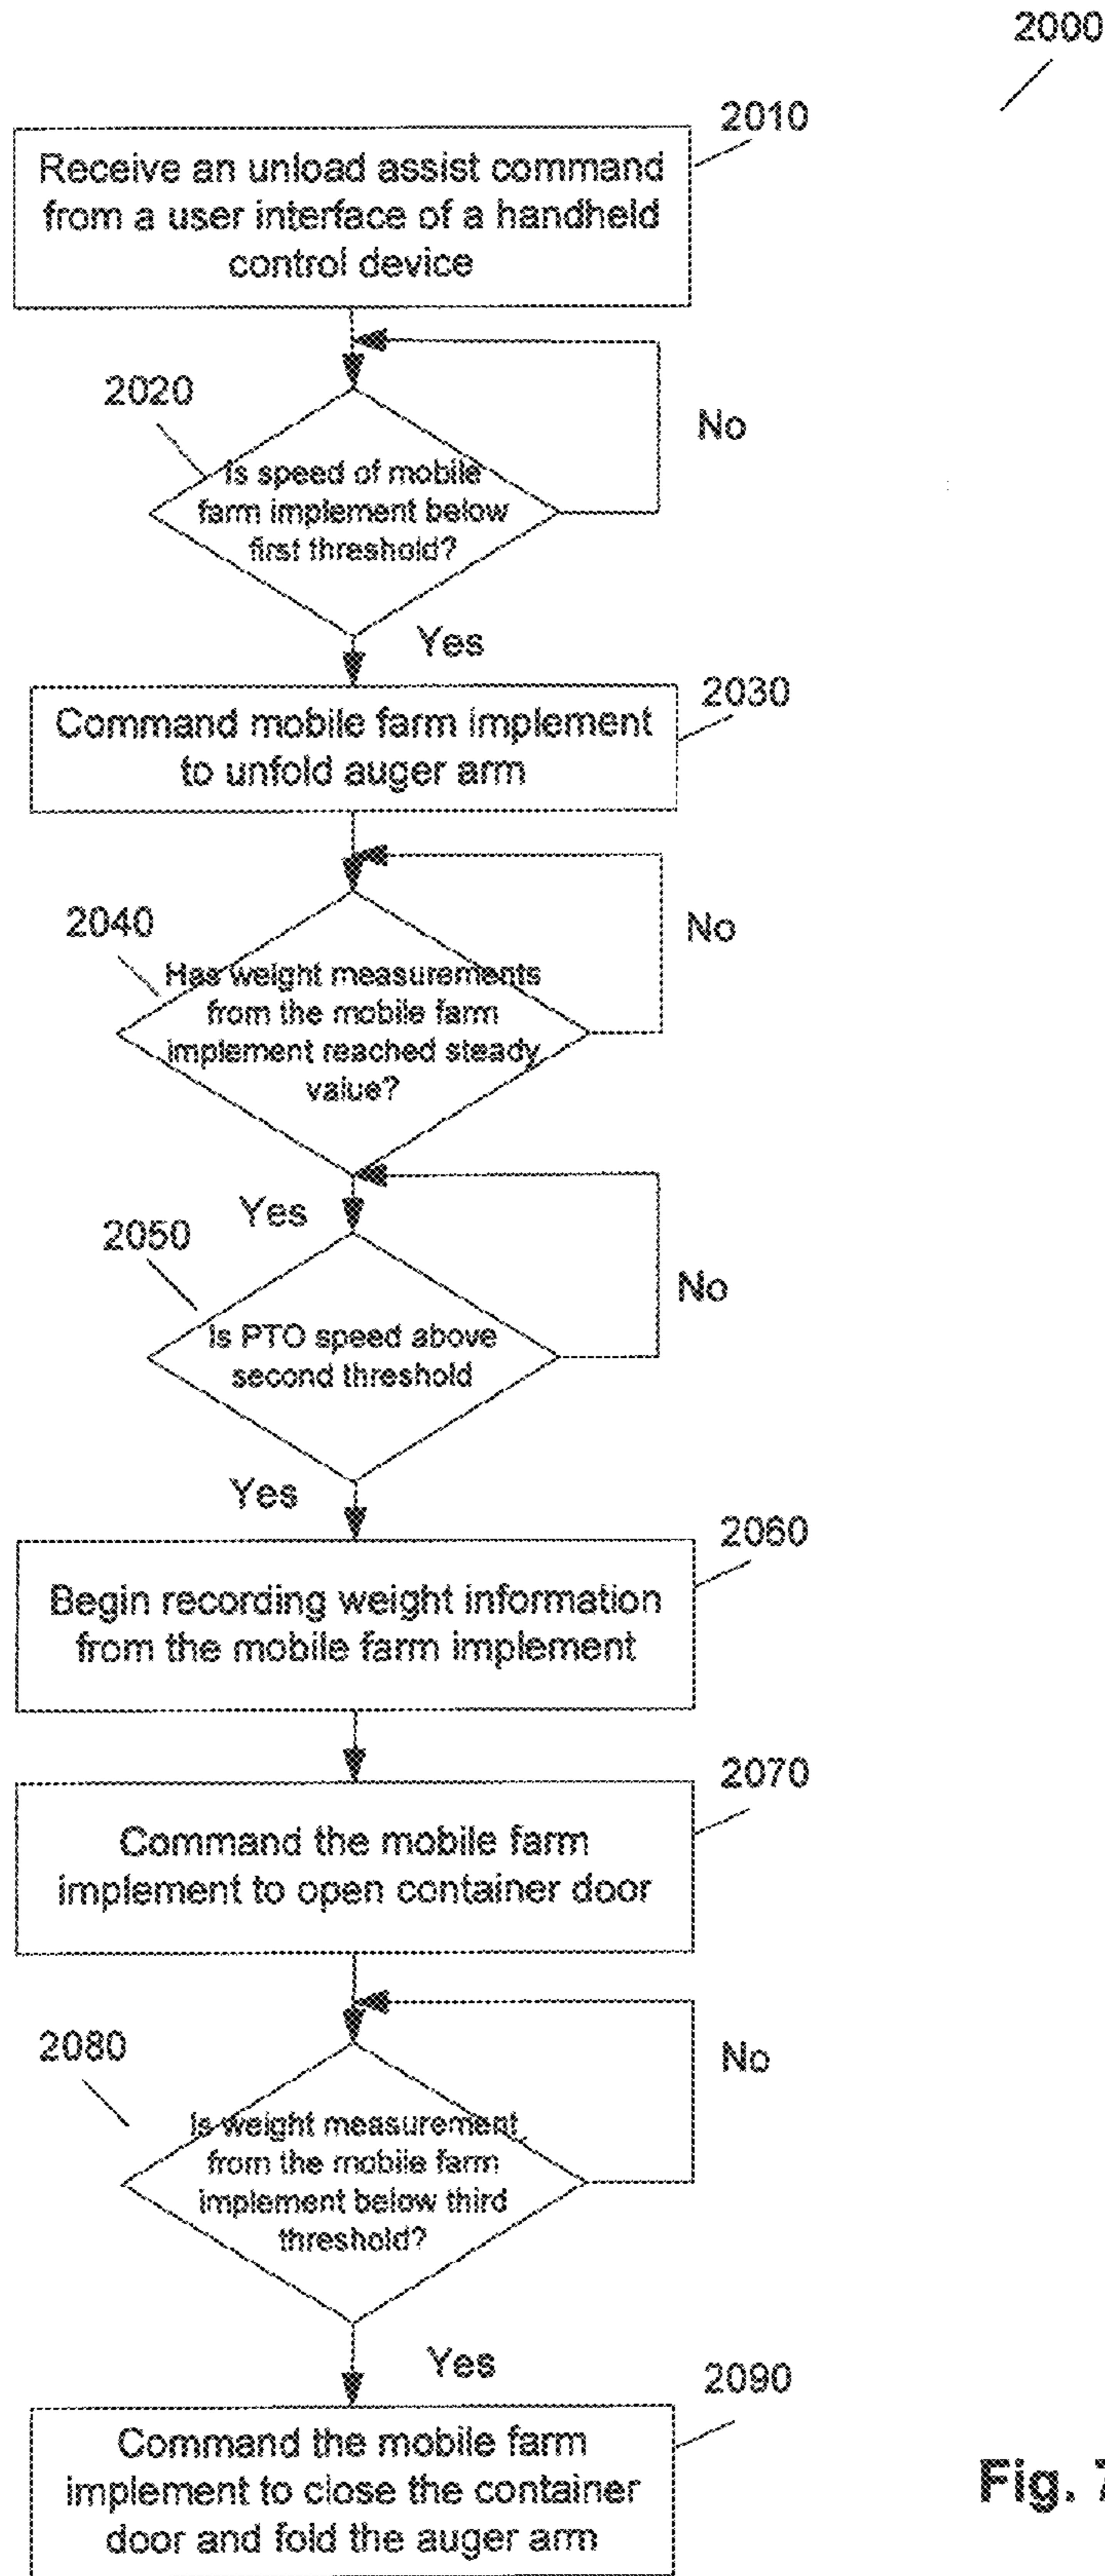 2000
2010
Receive an unload assist command
from a user interface of a handheld
control device
2020
No
Is speed of mobile
farm implement below
first threshold?
Yes
2030
Command mobile farm implement
to unfold auger arm
2040
No
Has weight measurements
from the mobile farm
implement reached steady
value?
Yes
2050
No
Is PTO speed above
second threshold
Yes
2060
Begin recording weight information
from the mobile farm implement
2070
Command the mobile farm
implement to open container door
2080
No
Is weight measurement
from the mobile farm
implement below third
threshold?
Yes
2090
Command the mobile farm
implement to close the container
door and fold the auger arm
Fig. 7